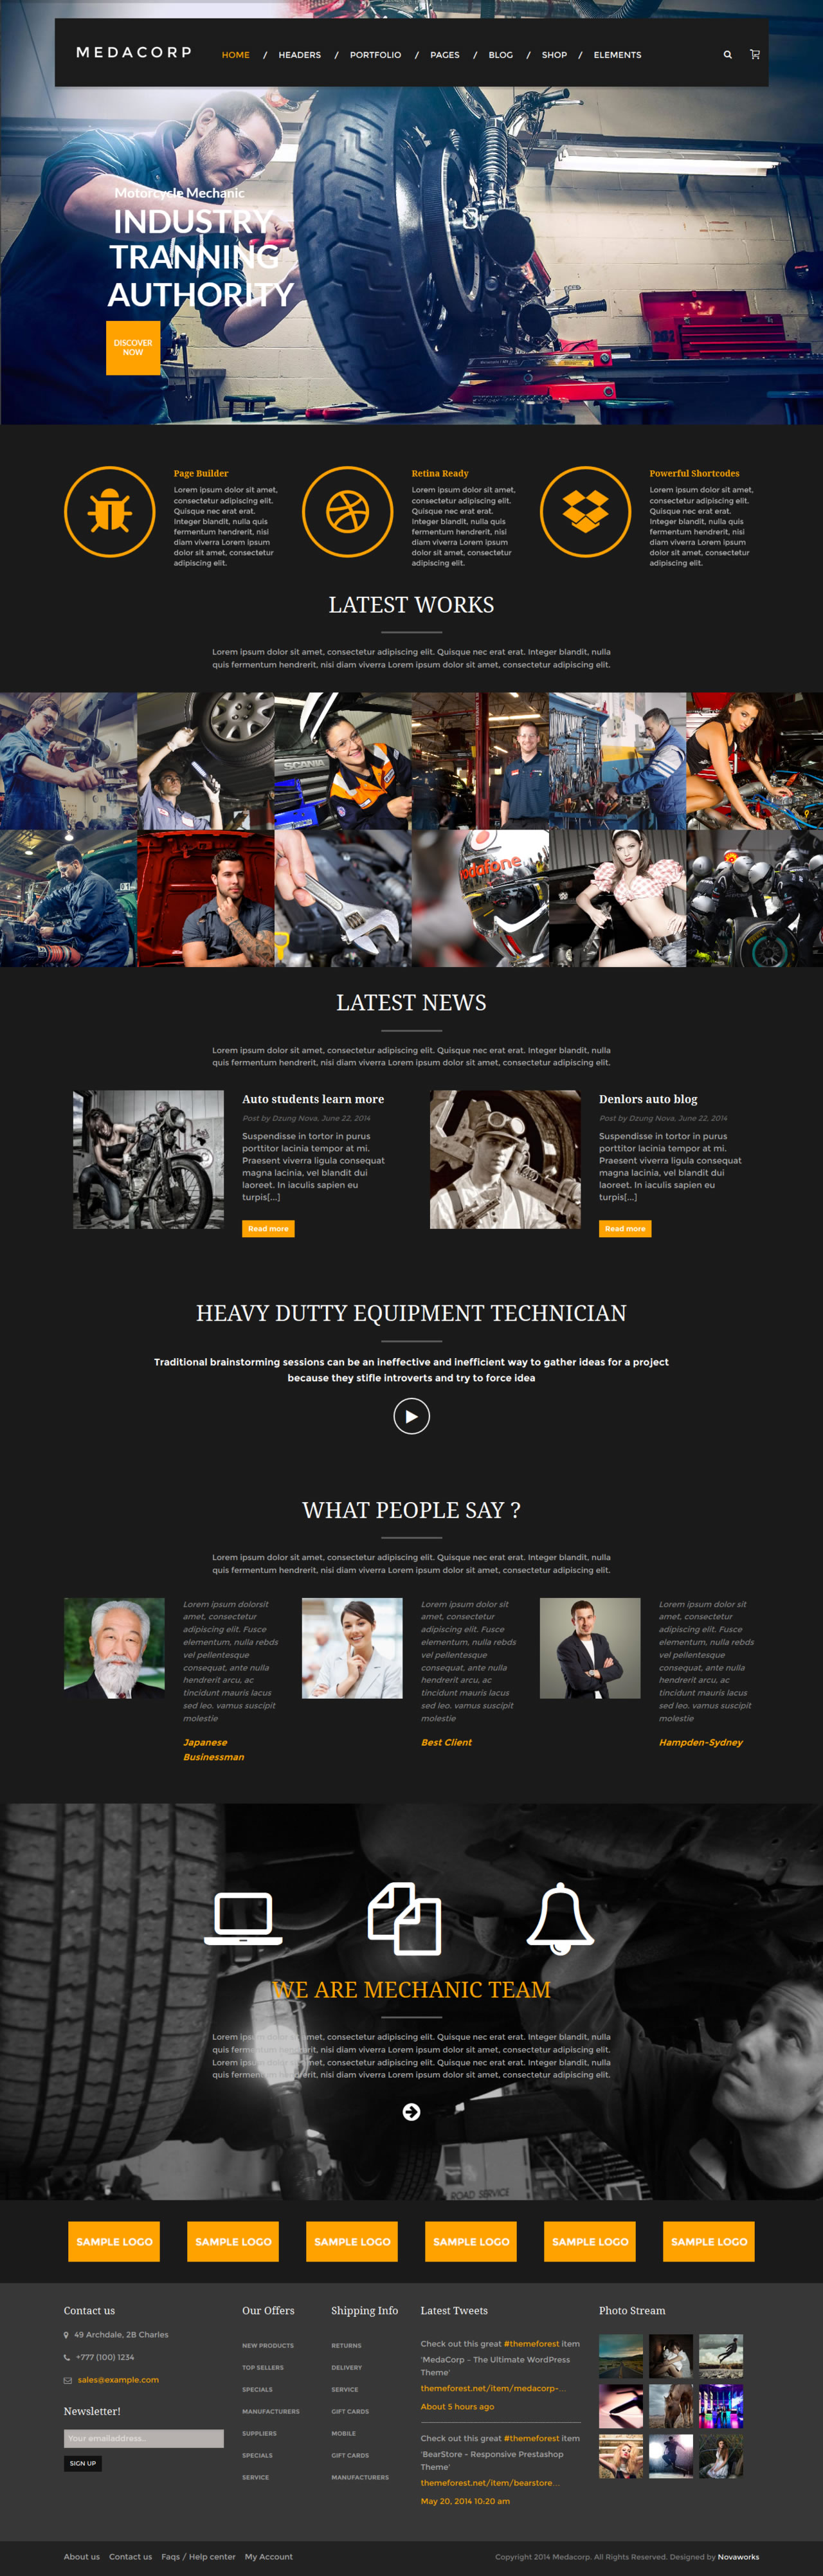 MEDACORP
HOME / HEADERS / PORTFOLIO / PAGES / BLOG / SHOP / ELEMENTS
Motorcycle Mechanic
INDUSTRY
TRANNING
AUTHORITY
DISCOVER
NOW
Page Builder
Lorem ipsum dolor sit amet,
consectetur adipiscing elit.
Quisque nec erat erat.
Integer blandit, nulla quis
fermentum hendrerit, nisi
diam viverra Lorem ipsum
dolor sit amet, consectetur
adipiscing elit.
Retina Ready
Lorem ipsum dolor sit amet,
consectetur adipiscing elit.
Quisque nec erat erat.
Integer blandit, nulla quis
fermentum hendrerit, nisi
diam viverra Lorem ipsum
dolor sit amet, consectetur
adipiscing elit.
Powerful Shortcodes
Lorem ipsum dolor sit amet,
consectetur adipiscing elit.
Quisque nec erat erat.
Integer blandit, nulla quis
fermentum hendrerit, nisi
diam viverra Lorem ipsum
dolor sit amet, consectetur
adipiscing elit.
LATEST WORKS
Lorem ipsum dolor sit amet, consectetur adipiscing elit. Quisque nec erat erat. Integer blandit, nulla
quis fermentum hendrerit, nisi diam viverra Lorem ipsum dolor sit amet, consectetur adipiscing elit.
SCANIA
vodafone
LATEST NEWS
Lorem ipsum dolor sit amet, consectetur adipiscing elit. Quisque nec erat erat. Integer blandit, nulla
quis fermentum hendrerit, nisi diam viverra Lorem ipsum dolor sit amet, consectetur adipiscing elit.
Auto students learn more
Post by Dzung Nova, June 22, 2014
Suspendisse in tortor in purus
porttitor lacinia tempor at mi.
Praesent viverra ligula consequat
magna lacinia, vel blandit dui
laoreet. In iaculis sapien eu
turpis[...]
Read more
Denlors auto blog
Post by Dzung Nova, June 22, 2014
Suspendisse in tortor in purus
porttitor lacinia tempor at mi.
Praesent viverra ligula consequat
magna lacinia, vel blandit dui
laoreet. In iaculis sapien eu
turpis[...]
Read more
HEAVY DUTTY EQUIPMENT TECHNICIAN
Traditional brainstorming sessions can be an ineffective and inefficient way to gather ideas for a project
because they stifle introverts and try to force idea
WHAT PEOPLE SAY ?
Lorem ipsum dolor sit amet, consectetur adipiscing elit. Quisque nec erat erat. Integer blandit, nulla
quis fermentum hendrerit, nisi diam viverra Lorem ipsum dolor sit amet, consectetur adipiscing elit.
Lorem ipsum dolorsit
amet, consectetur
adipiscing elit. Fusce
elementum, nulla rebds
vel pellentesque
consequat, ante nulla
hendrerit arcu, ac
tincidunt mauris lacus
sed leo. vamus suscipit
molestie
Japanese
Businessman
Lorem ipsum dolor sit
amet, consectetur
adipiscing elit. Fusce
elementum, nulla rebds
vel pellentesque
consequat, ante nulla
hendrerit arcu, ac
tincidunt mauris lacus
sed leo. vamus suscipit
molestie
Best Client
Lorem ipsum dolor sit
amet, consectetur
adipiscing elit. Fusce
elementum, nulla rebds
vel pellentesque
consequat, ante nulla
hendrerit arcu, ac
tincidunt mauris lacus
sed leo. vamus suscipit
molestie
Hampden-Sydney
WE ARE MECHANIC TEAM
Lorem ipsum dolor sit amet, consectetur adipiscing elit. Quisque nec erat erat. Integer blandit, nulla
quis fermentum hendrerit, nisi diam viverra Lorem ipsum dolor sit amet, consectetur adipiscing elit.
Lorem ipsum dolor sit amet, consectetur adipiscing elit. Quisque nec erat erat. Integer blandit, nulla
quis fermentum hendrerit, nisi diam viverra Lorem ipsum dolor sit amet, consectetur adipiscing elit.
ROAD SERVICE
SAMPLE LOGO SAMPLE LOGO SAMPLE LOGO SAMPLE LOGO SAMPLE LOGO SAMPLE LOGO
Contact us
49 Archdale, 2B Charles
+777 (100) 1234
sales@example.com
Newsletter!
Your emailaddress..
SIGN UP
Our Offers
NEW PRODUCTS
TOP SELLERS
SPECIALS
MANUFACTURERS
SUPPLIERS
SPECIALS
SERVICE
Shipping Info
RETURNS
DELIVERY
SERVICE
GIFT CARDS
MOBILE
GIFT CARDS
MANUFACTURERS
Latest Tweets
Check out this great #themeforest item
'MedaCorp - The Ultimate WordPress
Theme'
themeforest.net/item/medacorp-...
About 5 hours ago
Check out this great #themeforest item
'BearStore - Responsive Prestashop
Theme'
themeforest.net/item/bearstore...
May 20, 2014 10:20 am
Photo Stream
About us Contact us Faqs / Help center My Account
Copyright 2014 Medacorp. All Rights Reserved. Designed by Novaworks